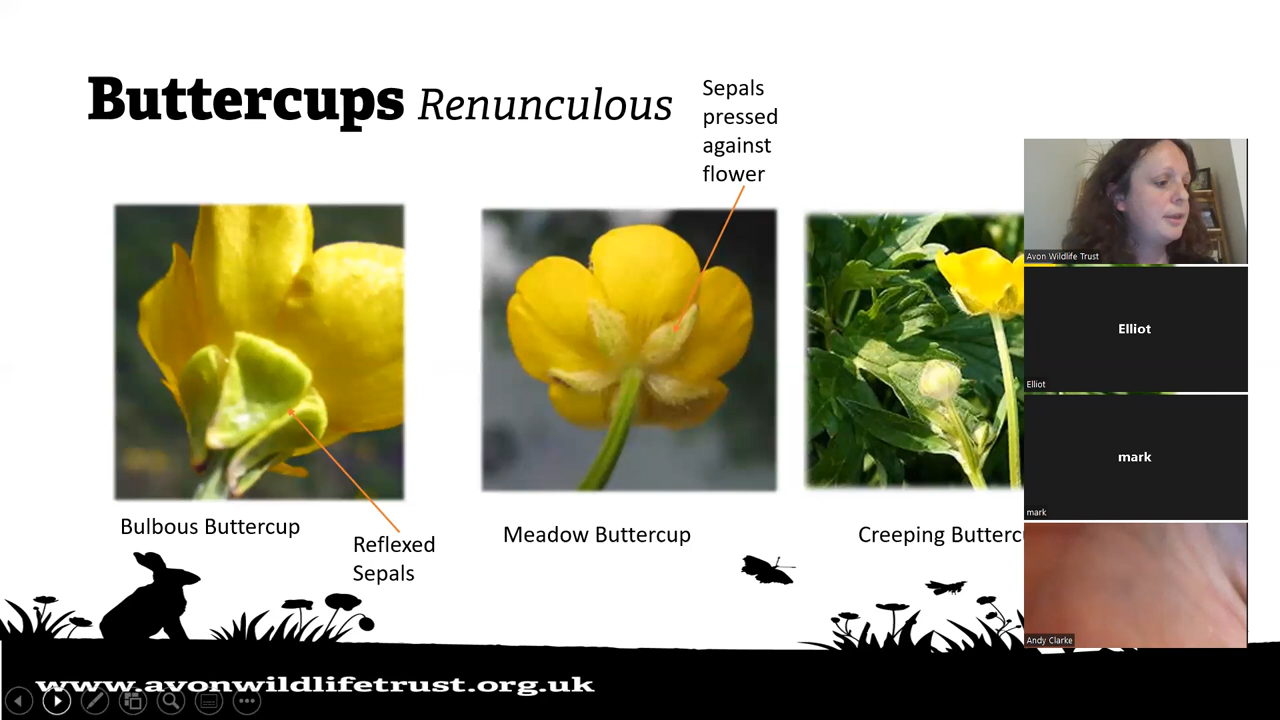 Buttercups Renunculous
Sepals
pressed
against
flower
Bulbous Buttercup
Reflexed
Sepals
Meadow Buttercup
Creeping
www.avonwildlifetrust.org.uk
Avon Wildlife Trust
Elliot
Elliot
mark
mark
Andy Clarke